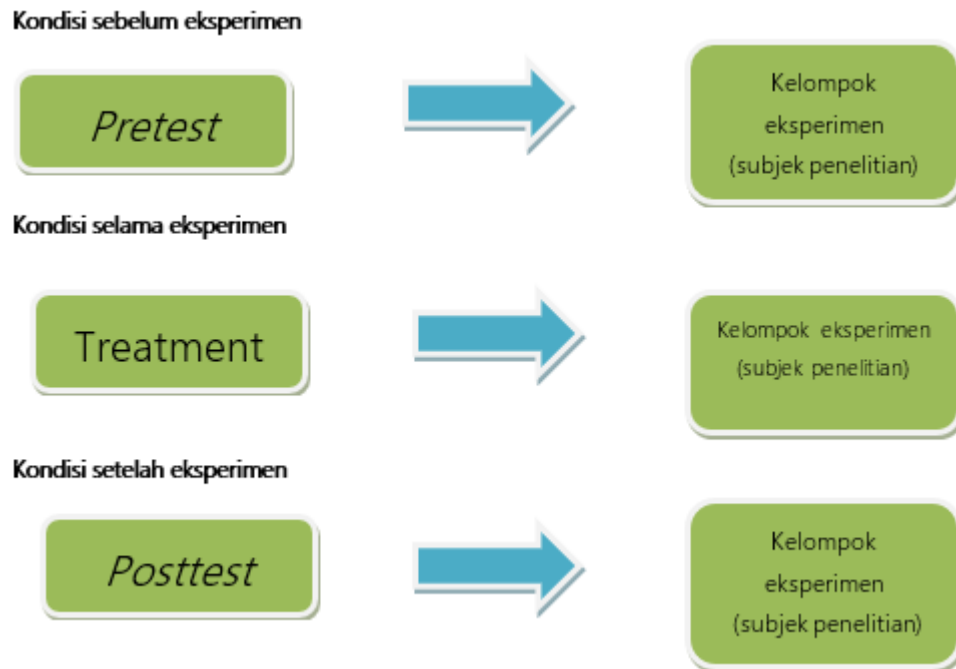 Kondisi sebelum eksperimen
Pretest
Kelompok
eksperimen
(subjek penelitian)
Kondisi selama eksperimen
Treatment
Kelompok eksperimen
(subjek penelitian)
Kondisi setelah eksperimen
Posttest
Kelompok
eksperimen
(subjek penelitian)